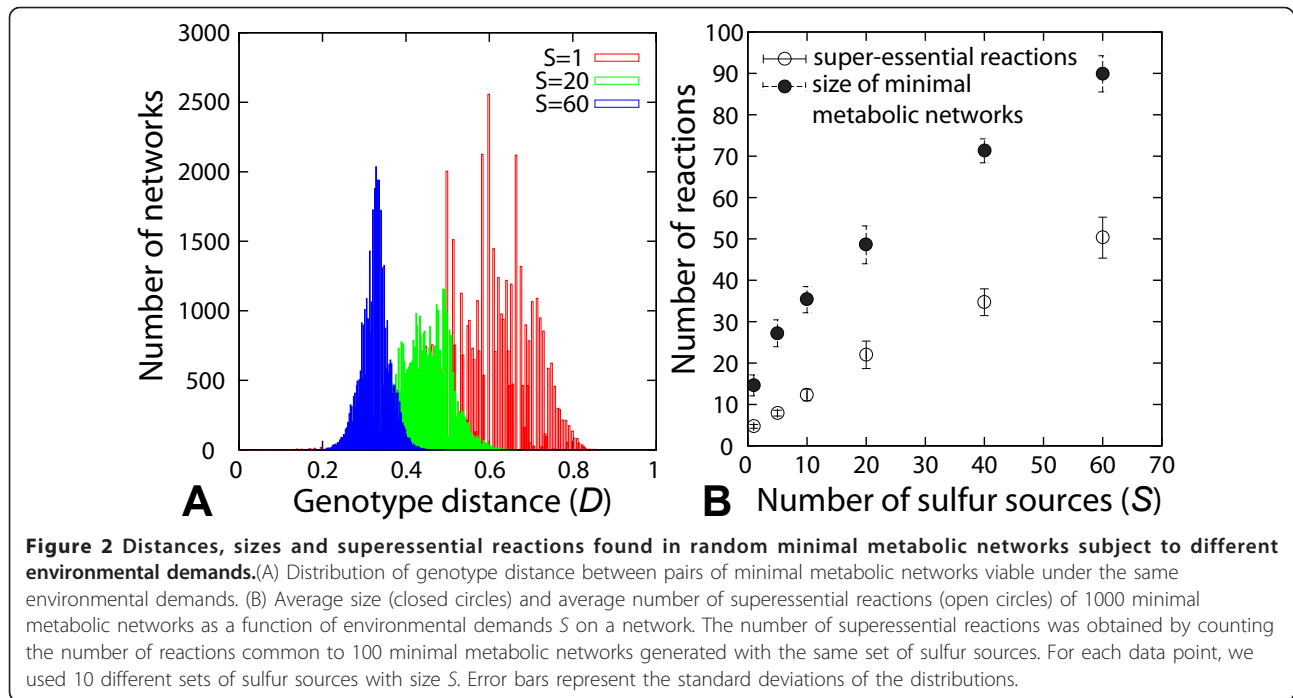 3000
2500
2000
1500
1000
500
0
Number of networks
S=1
S=20
S=60
0 0.2 0.4 0.6 0.8 1
A Genotype distance (D)
100
90
80
70
60
50
40
30
20
10
0
Number of reactions
super-essential reactions
size of minimal
metabolic networks
0 10 20 30 40 50 60 70
B Number of sulfur sources (S)
Figure 2 Distances, sizes and superessential reactions found in random minimal metabolic networks subject to different
environmental demands.(A) Distribution of genotype distance between pairs of minimal metabolic networks viable under the same
environmental demands. (B) Average size (closed circles) and average number of superessential reactions (open circles) of 1000 minimal
metabolic networks as a function of environmental demands S on a network. The number of superessential reactions was obtained by counting
the number of reactions common to 100 minimal metabolic networks generated with the same set of sulfur sources. For each data point, we
used 10 different sets of sulfur sources with size S. Error bars represent the standard deviations of the distributions.